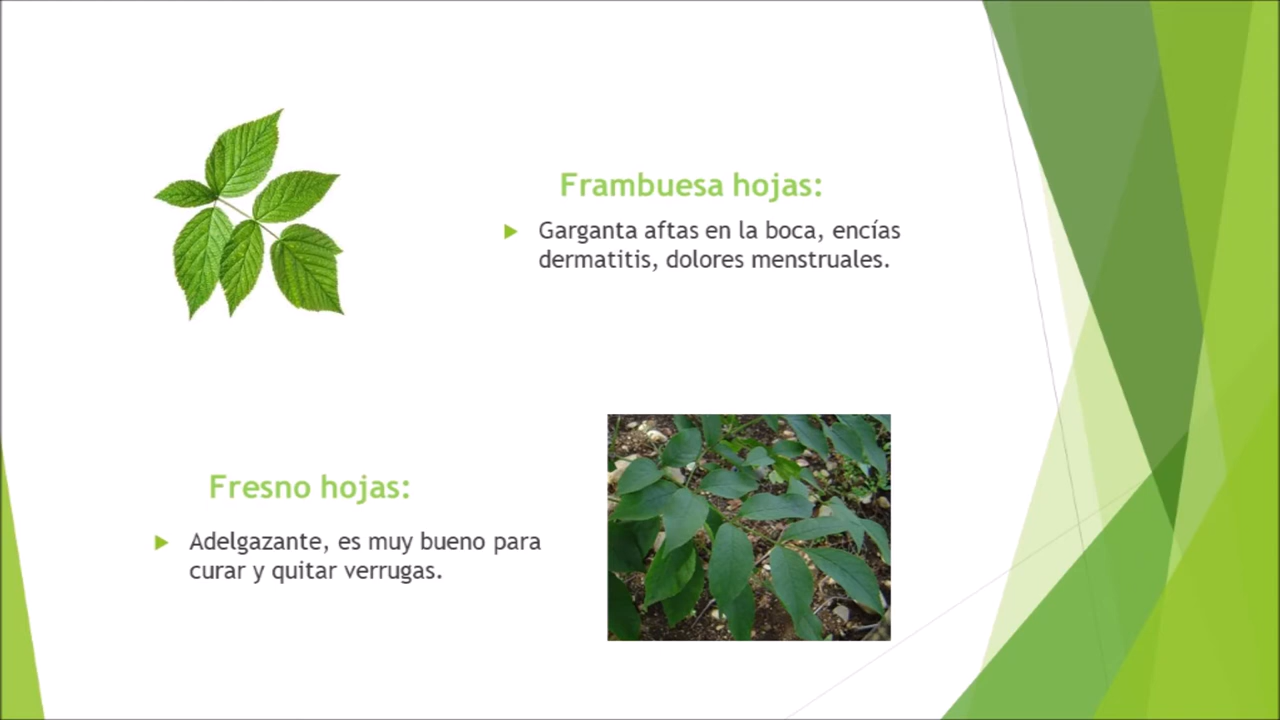 Frambuesa hojas:
Garganta aftas en la boca, encías
dermatitis, dolores menstruales.
Fresno hojas:
Adelgazante, es muy bueno para
curar y quitar verrugas.